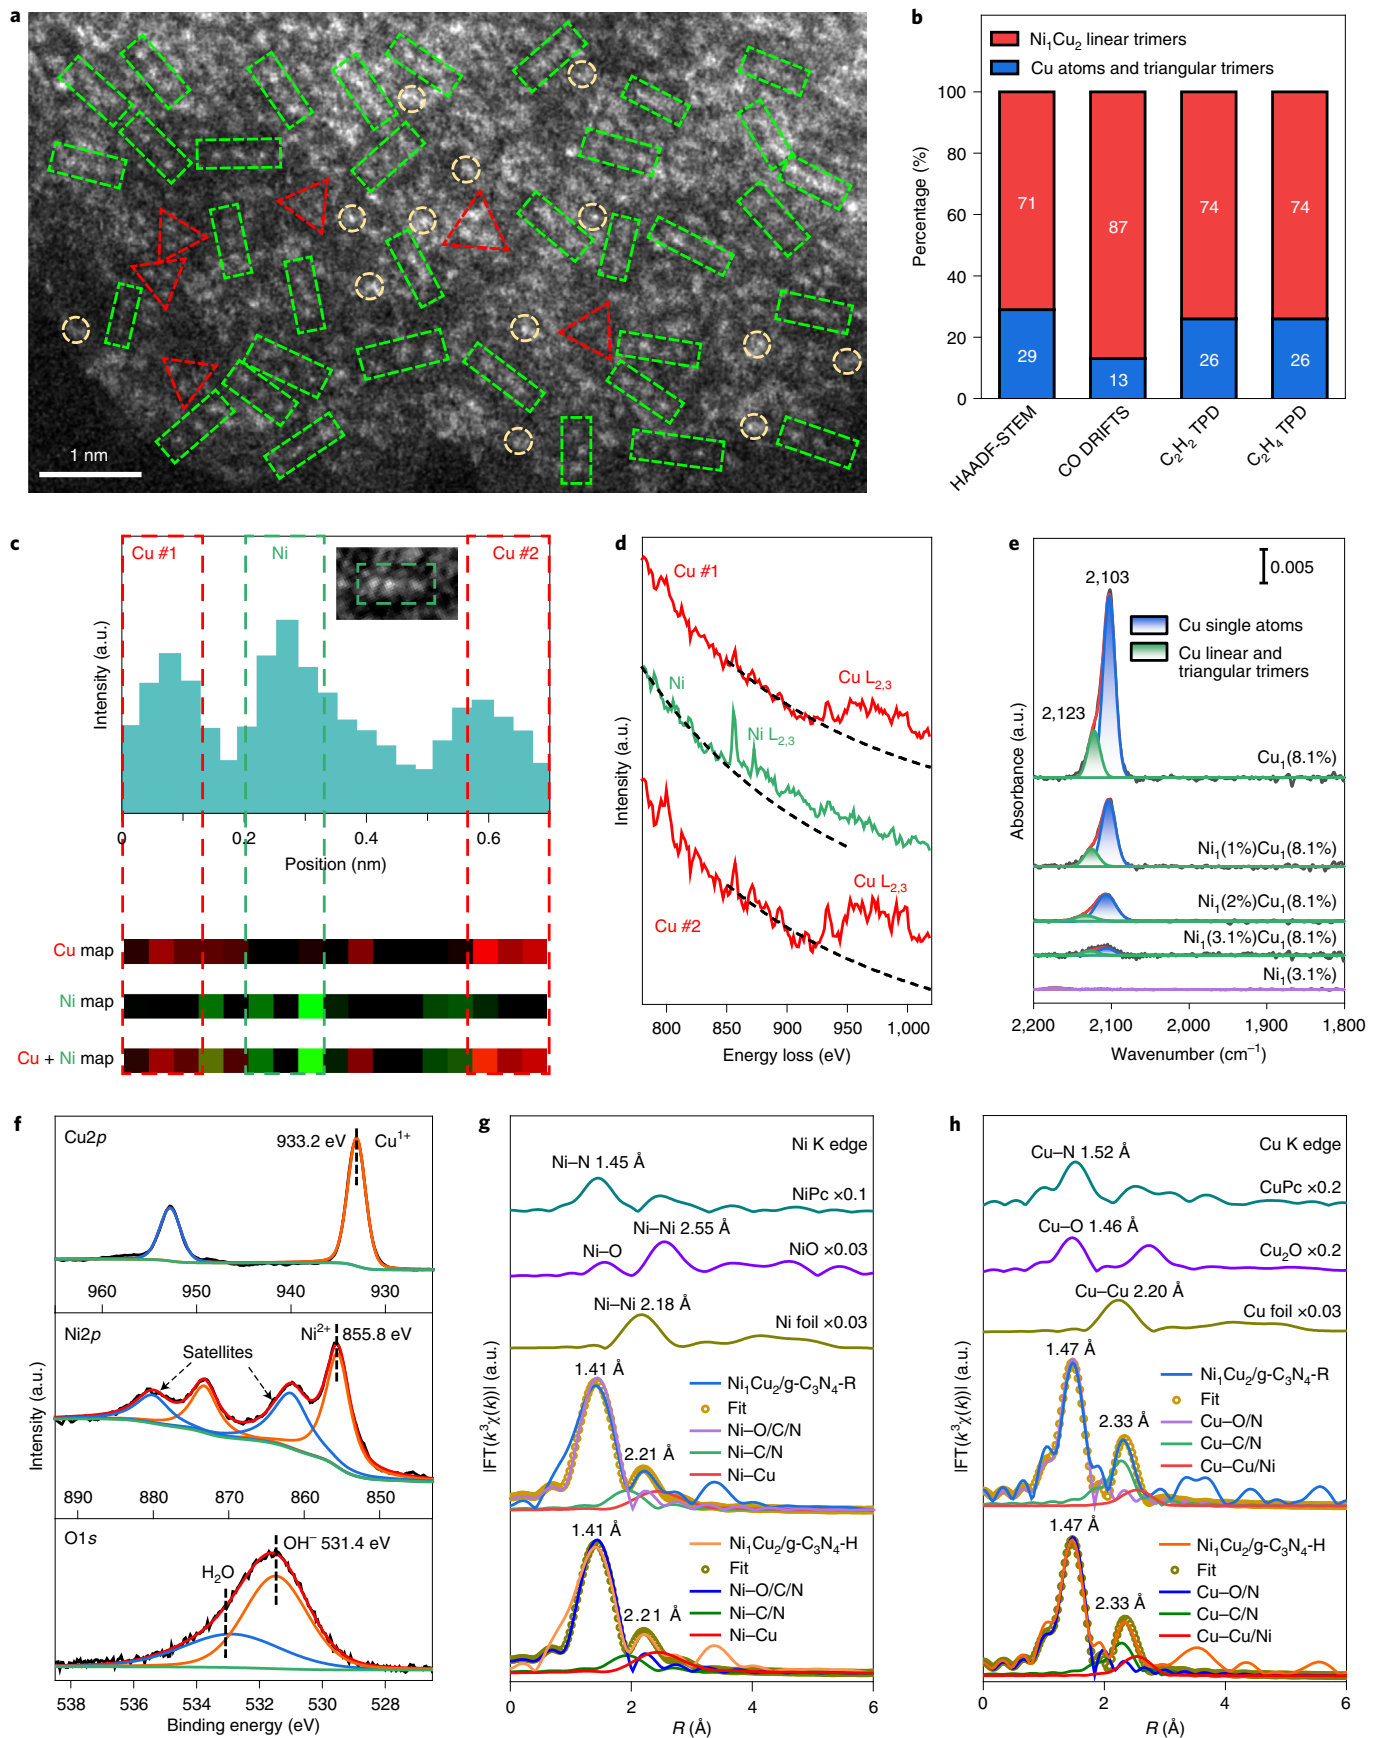 a
1 nm
b
Ni₁Cu₂ linear trimers
Cu atoms and triangular trimers
Percentage (%)
100
80
60
40
20
0
71
87
74
74
29
13
26
26
HAADF-STEM
CO DRIFTS
C₂H₂ TPD
C₂H₄ TPD
c
Cu #1
Ni
Cu #2
Intensity (a.u.)
0
0.2
0.4
0.6
Position (nm)
Cu map
Ni map
Cu + Ni map
d
Cu #1
Cu L₂,₃
Ni
Ni L₂,₃
Cu L₂,₃
Cu #2
Intensity (a.u.)
800
850
900
950
1,000
Energy loss (eV)
e
0.005
2,103
Cu single atoms
Cu linear and
triangular trimers
2,123
Cu₁(8.1%)
Ni₁(1%)Cu₁(8.1%)
Ni₁(2%)Cu₁(8.1%)
Ni₁(3.1%)Cu₁(8.1%)
Ni₁(3.1%)
Absorbance (a.u.)
2,200
2,100
2,000
1,900
1,800
Wavenumber (cm⁻¹)
f
Cu2p
933.2 eV
Cu¹⁺
960
950
940
930
Ni2p
Ni²⁺
855.8 eV
Satellites
890
880
870
860
850
O1s
OH⁻ 531.4 eV
H₂O
538
536
534
532
530
528
Intensity (a.u.)
Binding energy (eV)
g
Ni K edge
Ni–N 1.45 Å
NiPc ×0.1
Ni–Ni 2.55 Å
Ni–O
NiO ×0.03
Ni–Ni 2.18 Å
Ni foil ×0.03
1.41 Å
Ni₁Cu₂/g-C₃N₄-R
Fit
Ni–O/C/N
Ni–C/N
Ni–Cu
2.21 Å
1.41 Å
Ni₁Cu₂/g-C₃N₄-H
Fit
Ni–O/C/N
Ni–C/N
Ni–Cu
2.21 Å
|FT(k³χ(k))| (a.u.)
0
2
4
6
R (Å)
h
Cu K edge
Cu–N 1.52 Å
CuPc ×0.2
Cu–O 1.46 Å
Cu₂O ×0.2
Cu–Cu 2.20 Å
Cu foil ×0.03
1.47 Å
Ni₁Cu₂/g-C₃N₄-R
Fit
Cu–O/N
Cu–C/N
Cu–Cu/Ni
2.33 Å
1.47 Å
Ni₁Cu₂/g-C₃N₄-H
Fit
Cu–O/N
Cu–C/N
Cu–Cu/Ni
2.33 Å
|FT(k³χ(k))| (a.u.)
0
2
4
6
R (Å)